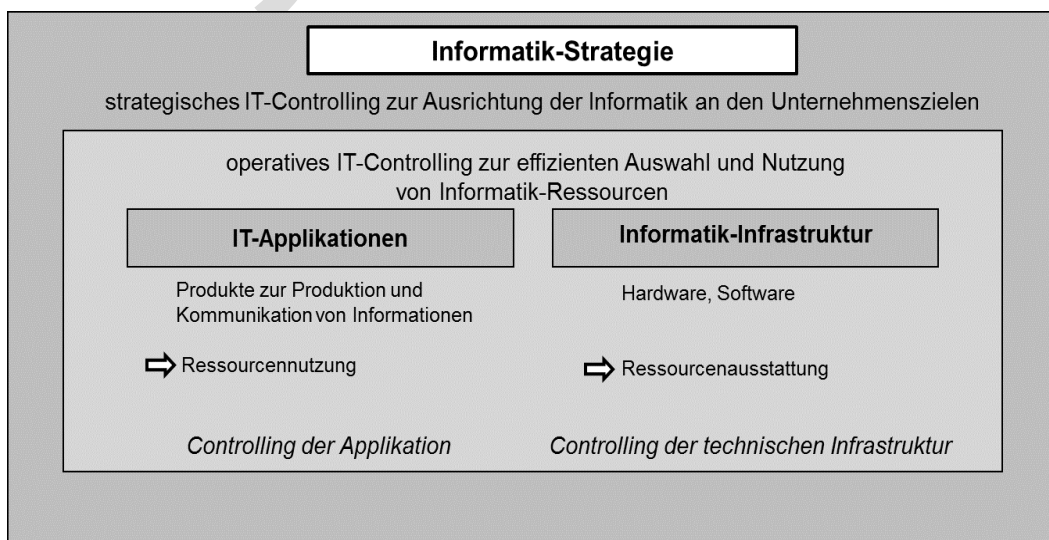 Informatik-Strategie
strategisches IT-Controlling zur Ausrichtung der Informatik an den Unternehmenszielen
operatives IT-Controlling zur effizienten Auswahl und Nutzung
von Informatik-Ressourcen
IT-Applikationen
Produkte zur Produktion und
Kommunikation von Informationen
Ressourcennutzung
Controlling der Applikation
Informatik-Infrastruktur
Hardware, Software
Ressourcenausstattung
Controlling der technischen Infrastruktur